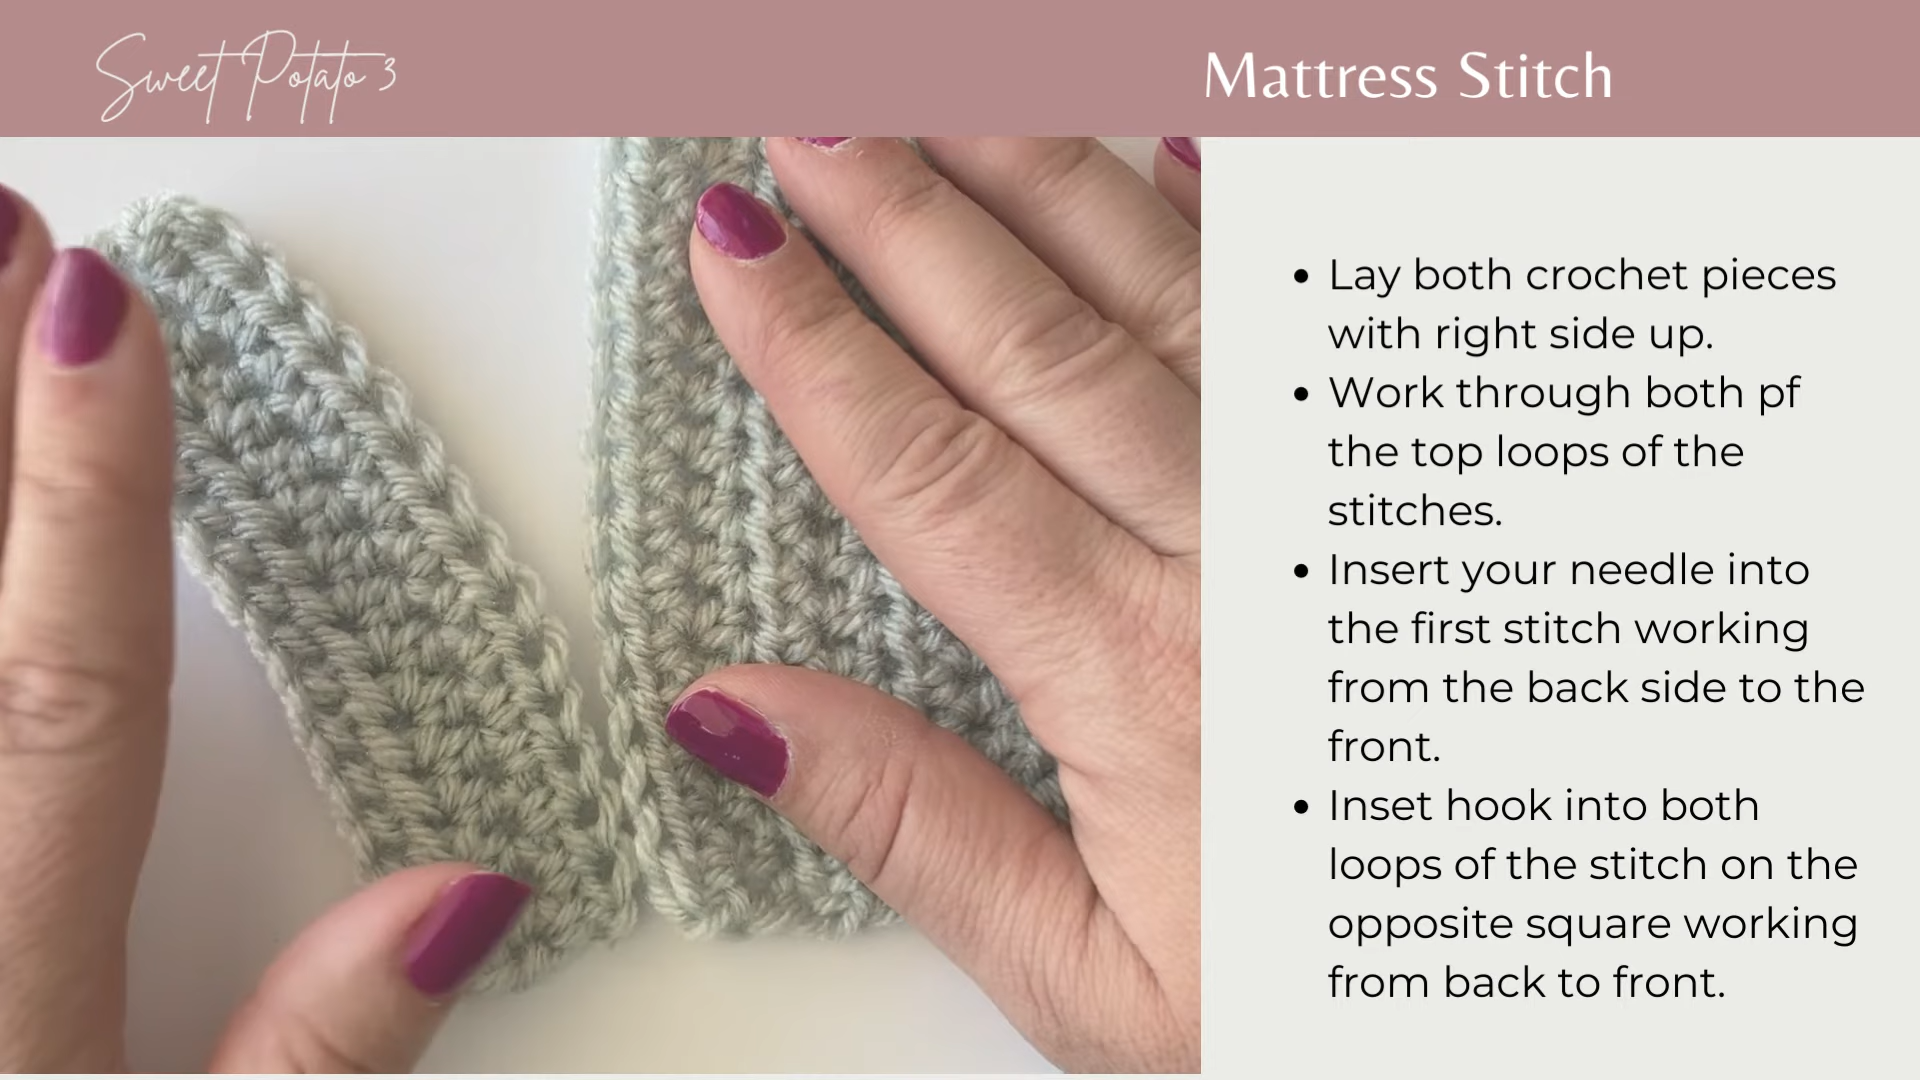 Sweet Potato 3
Mattress Stitch
• Lay both crochet pieces
with right side up.
• Work through both pf
the top loops of the
stitches.
• Insert your needle into
the first stitch working
from the back side to the
front.
• Inset hook into both
loops of the stitch on the
opposite square working
from back to front.